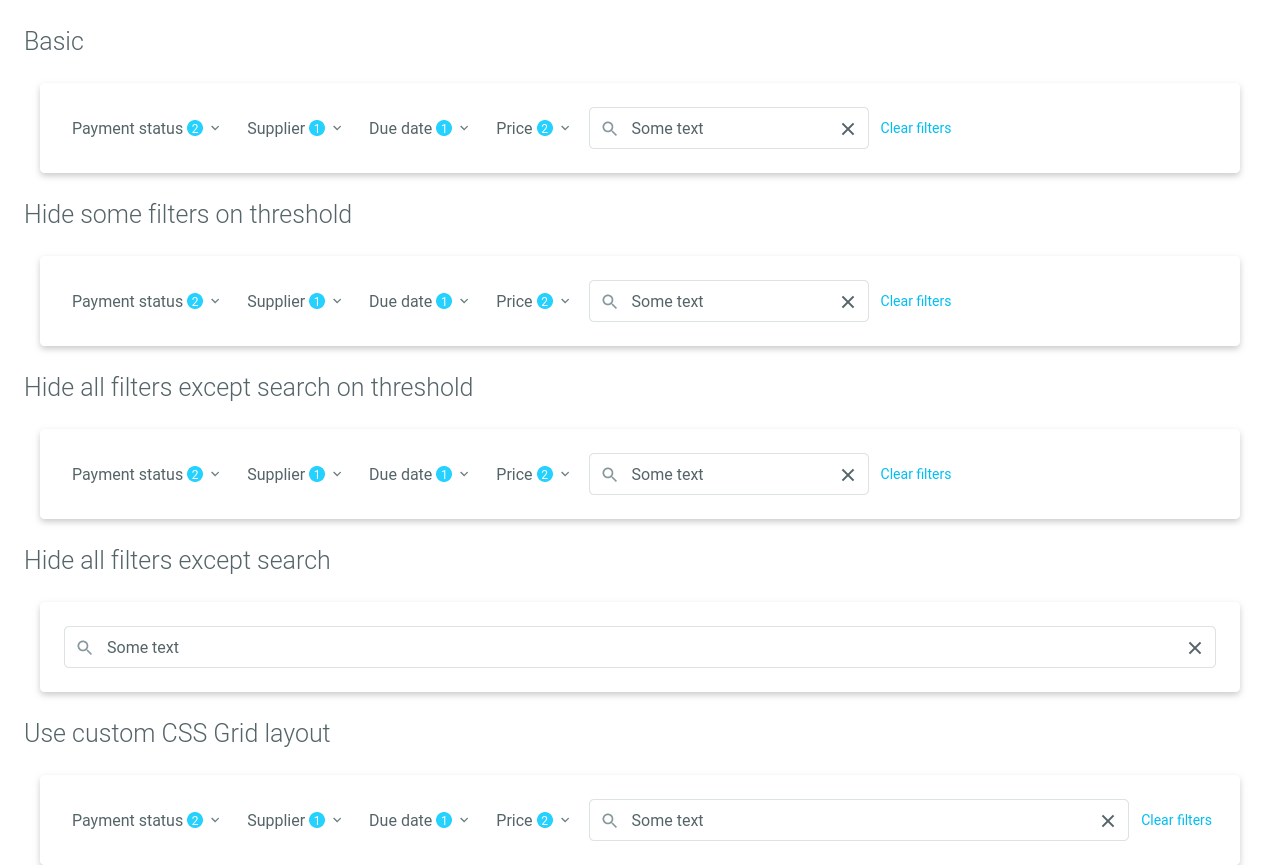 Basic
Payment status 2 Supplier 1 Due date 1 Price 2 Some text Clear filters
Hide some filters on threshold
Payment status 2 Supplier 1 Due date 1 Price 2 Some text Clear filters
Hide all filters except search on threshold
Payment status 2 Supplier 1 Due date 1 Price 2 Some text Clear filters
Hide all filters except search
Some text
Use custom CSS Grid layout
Payment status 2 Supplier 1 Due date 1 Price 2 Some text Clear filters